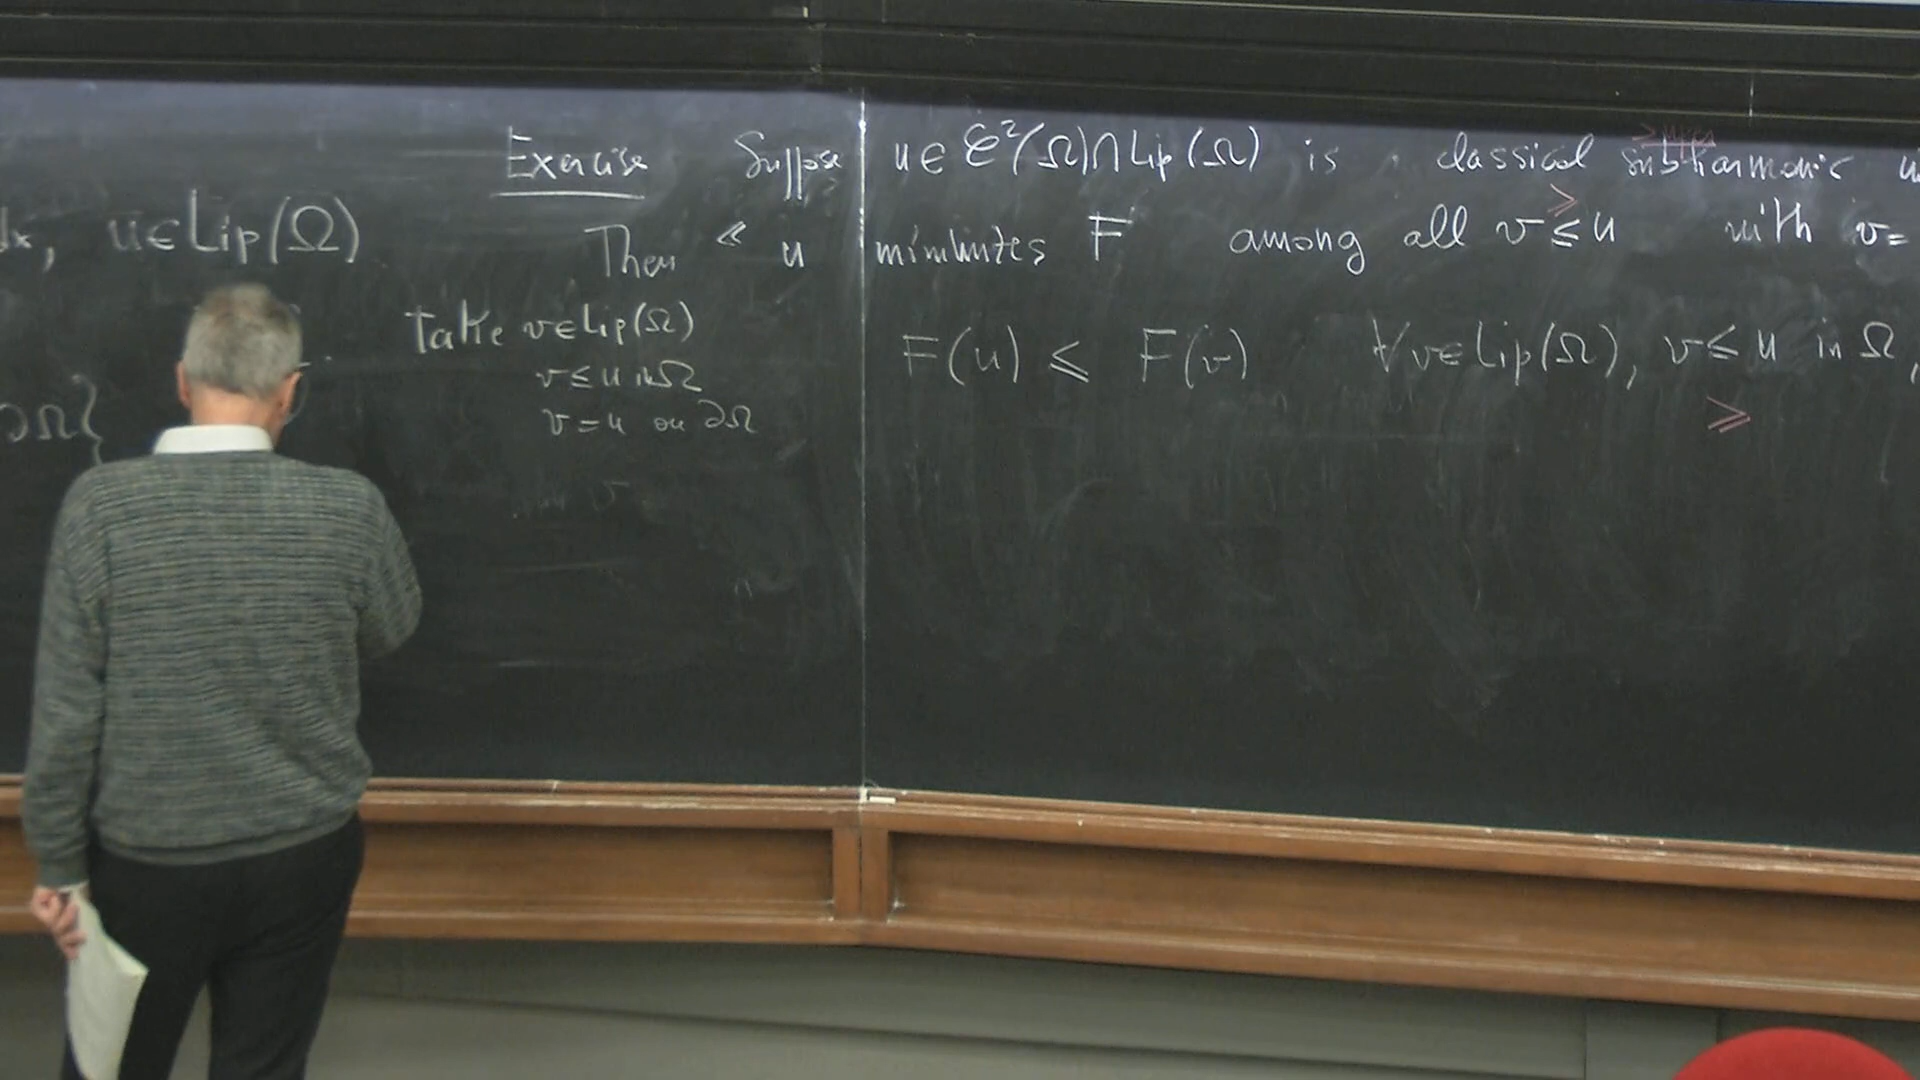 dx, u∈Lip(Ω)
∂Ω}
Exercise Suppose u∈C²(Ω)∩Lip(Ω) is classical subharmonic
Then u minimizes F among all v≤u with v=
≥
take v∈Lip(Ω)
v≤u in Ω
v=u on ∂Ω
F(u) ≤ F(v) ∀v∈Lip(Ω), v≤u in Ω,
≥